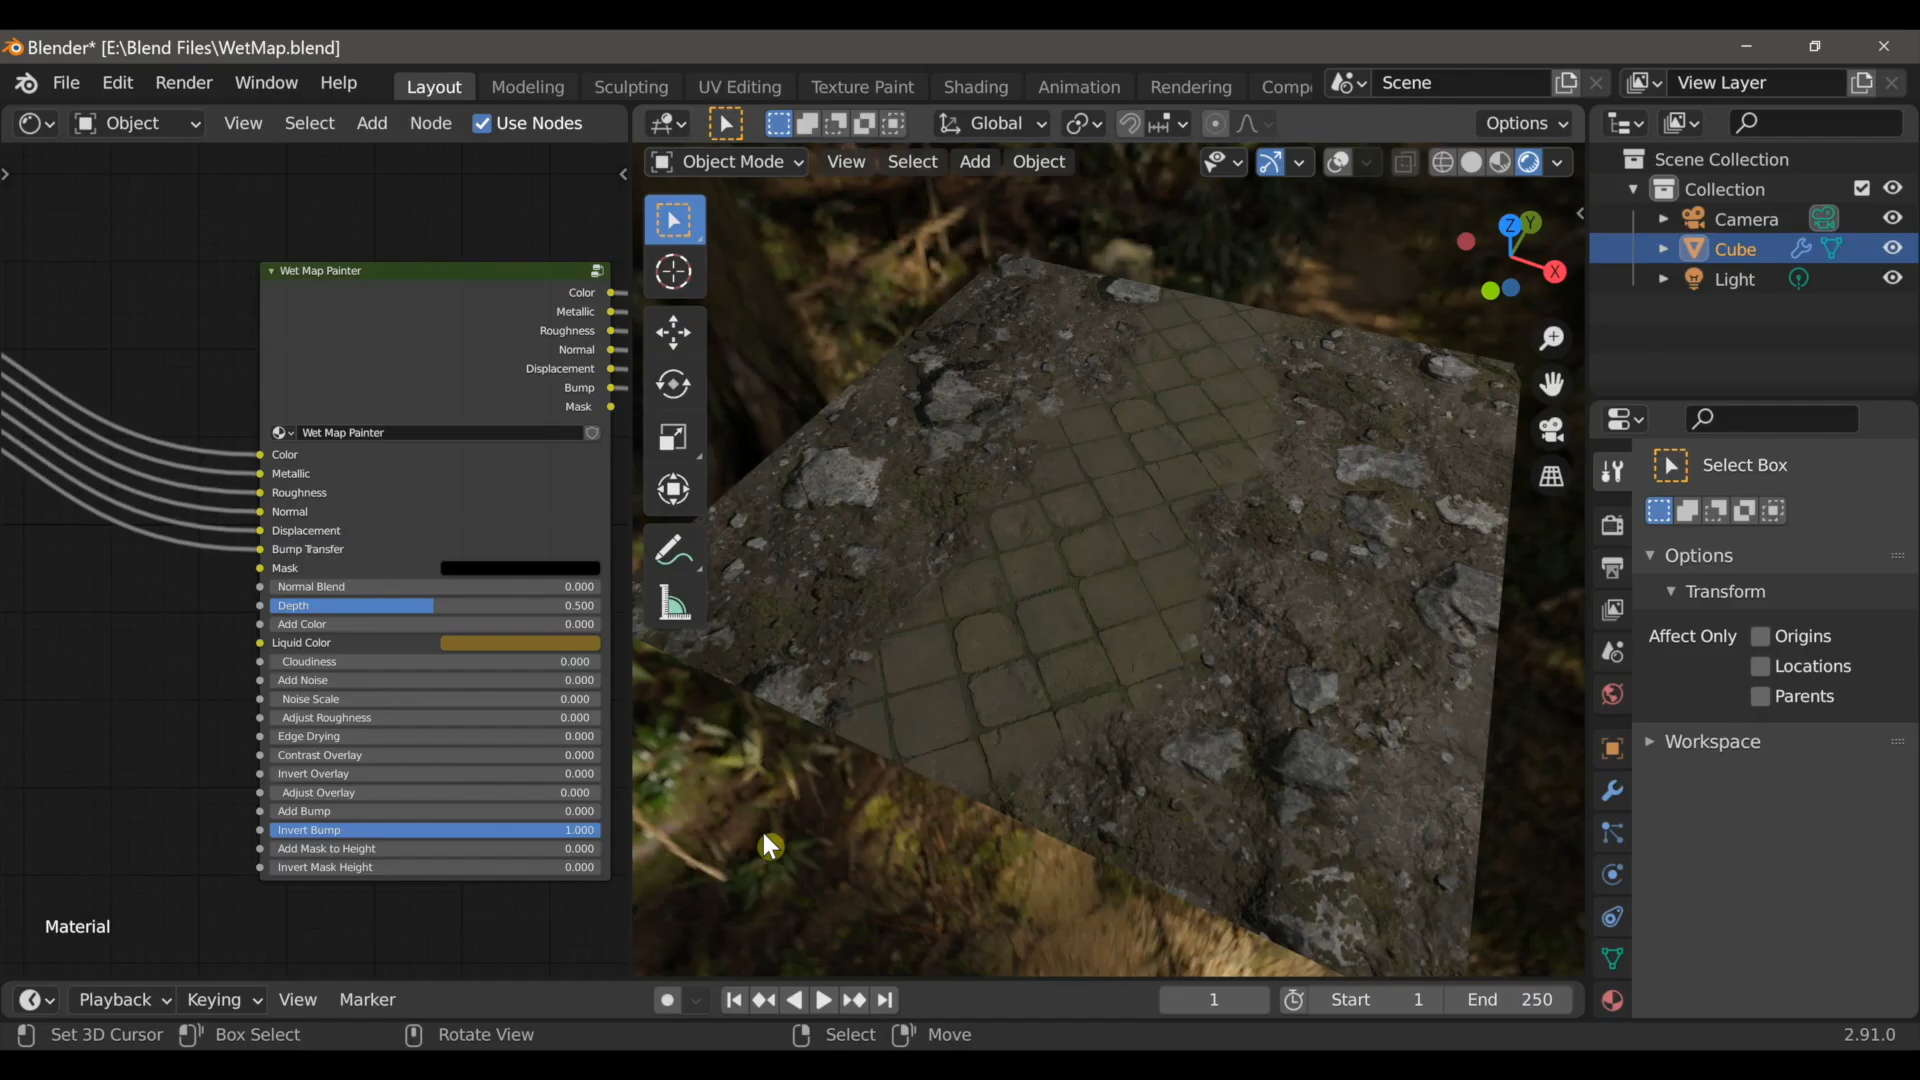 Blender* [E:\Blend Files\WetMap.blend]
File Edit Render Window Help
Layout Modeling Sculpting UV Editing Texture Paint Shading Animation Rendering Comp
Scene
View Layer
Object View Select Add Node Use Nodes
Global
Options
Object Mode View Select Add Object
Scene Collection
Collection
Camera
Cube
Light
Wet Map Painter
Color
Metallic
Roughness
Normal
Displacement
Bump
Mask
Wet Map Painter
Color
Metallic
Roughness
Normal
Displacement
Bump Transfer
Mask
Normal Blend 0.000
Depth 0.500
Add Color 0.000
Liquid Color
Cloudiness 0.000
Add Noise 0.000
Noise Scale 0.000
Adjust Roughness 0.000
Edge Drying 0.000
Contrast Overlay 0.000
Invert Overlay 0.000
Adjust Overlay 0.000
Add Bump 0.000
Invert Bump 1.000
Add Mask to Height 0.000
Invert Mask Height 0.000
Material
Z Y
X
Select Box
Options
Transform
Affect Only Origins
Locations
Parents
Workspace
Playback Keying View Marker
1
Start 1
End 250
Set 3D Cursor Box Select Rotate View Select Move
2.91.0